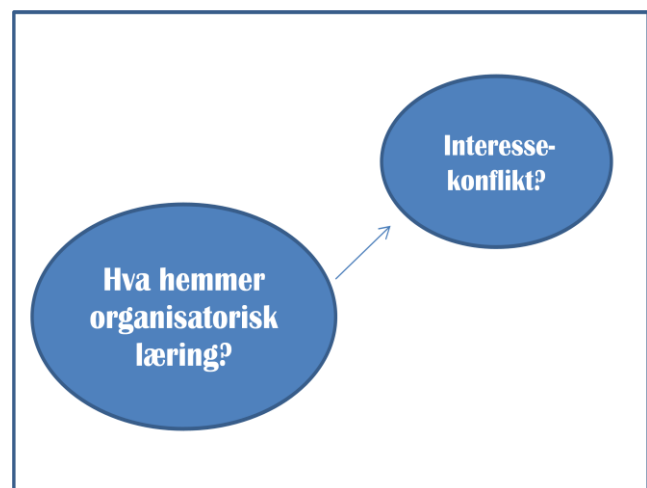 Interesse-
konflikt?
Hva hemmer
organisatorisk
læring?